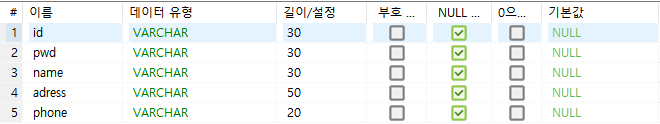 # 이름 데이터 유형 길이/설정 부호 ... NULL ... 0으... 기본값
1 id VARCHAR 30 NULL
2 pwd VARCHAR 30 NULL
3 name VARCHAR 30 NULL
4 adress VARCHAR 50 NULL
5 phone VARCHAR 20 NULL